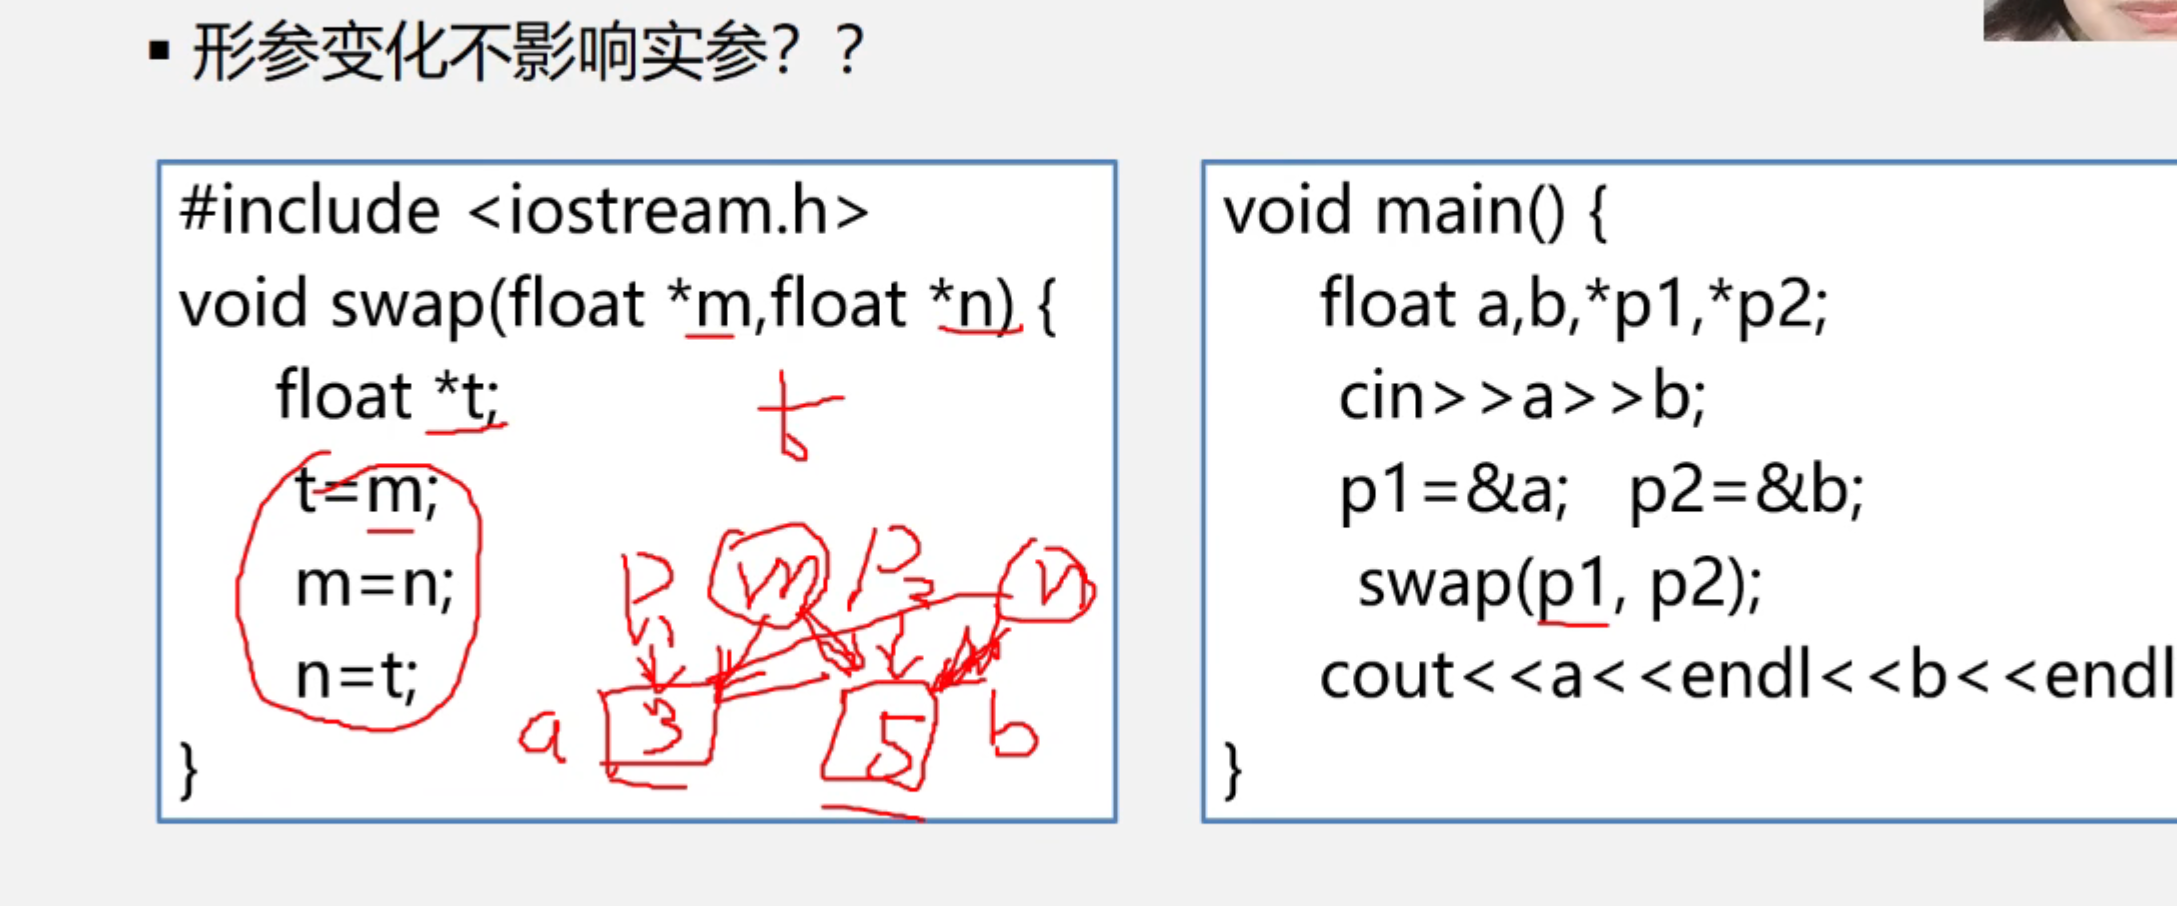 ▪ 形参变化不影响实参？？
#include <iostream.h>
void swap(float *m,float *n) {
float *t;
t=m;
m=n;
n=t;
}
t
p1 m p2 n
a 3 5 b
void main() {
float a,b,*p1,*p2;
cin>>a>>b;
p1=&a; p2=&b;
swap(p1, p2);
cout<<a<<endl<<b<<endl
}